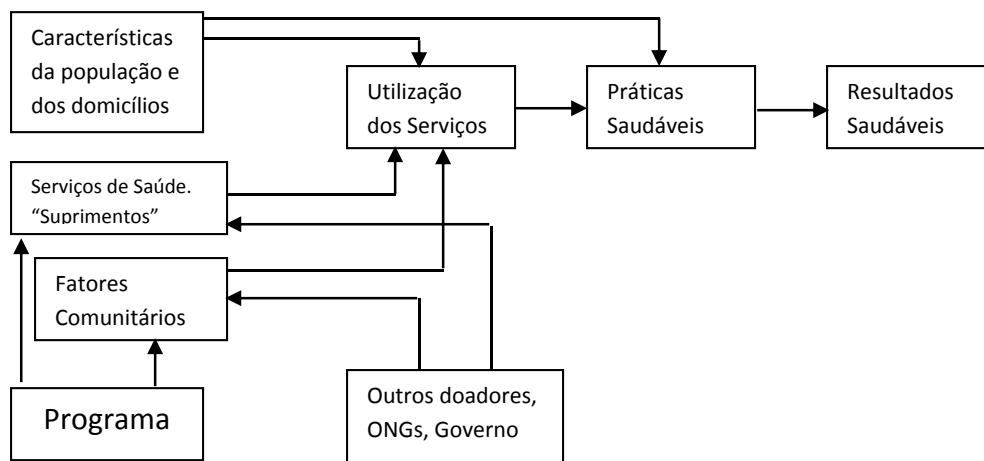 Características
da população e
dos domicílios
Utilização
dos Serviços
Práticas
Saudáveis
Resultados
Saudáveis
Serviços de Saúde.
“Suprimentos”
Fatores
Comunitários
Programa
Outros doadores,
ONGs, Governo